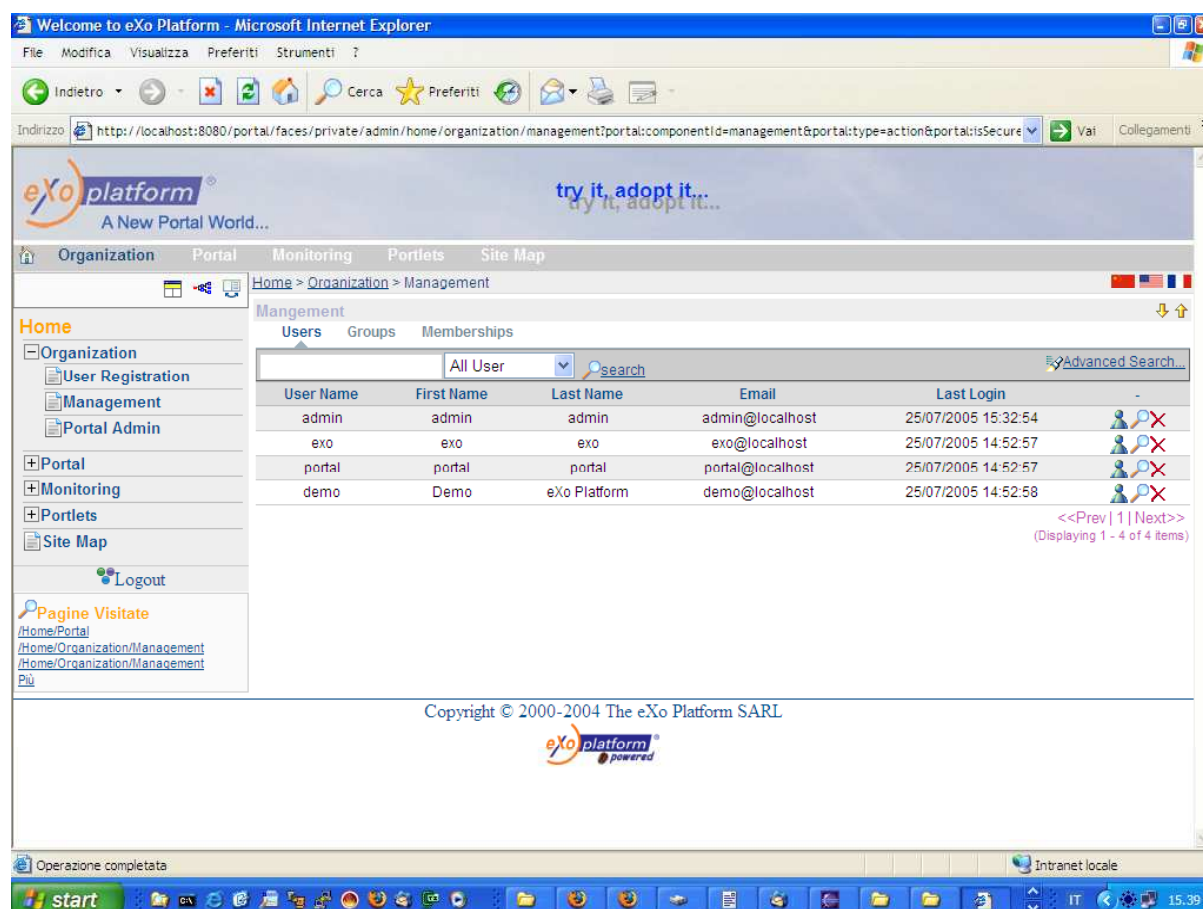 Welcome to eXo Platform - Microsoft Internet Explorer
File Modifica Visualizza Preferiti Strumenti ?
Indietro Cerca Preferiti
Indirizzo http://localhost:8080/portal/faces/private/admin/home/organization/management?portal:componentId=management&portal:type=action&portal:isSecure Vai Collegamenti
eXo platform ®
A New Portal World...
try it, adopt it...
try it, adopt it...
Organization Portal Monitoring Portlets Site Map
Home > Organization > Management
Mangement
Users Groups Memberships
All User search Advanced Search...
User Name First Name Last Name Email Last Login -
admin admin admin admin@localhost 25/07/2005 15:32:54
exo exo exo exo@localhost 25/07/2005 14:52:57
portal portal portal portal@localhost 25/07/2005 14:52:57
demo Demo eXo Platform demo@localhost 25/07/2005 14:52:58
<<Prev | 1 | Next>>
(Displaying 1 - 4 of 4 items)
Home
Organization
User Registration
Management
Portal Admin
Portal
Monitoring
Portlets
Site Map
Logout
Pagine Visitate
/Home/Portal
/Home/Organization/Management
/Home/Organization/Management
Più
Copyright © 2000-2004 The eXo Platform SARL
eXo platform ®
powered
Operazione completata Intranet locale
start IT 15.39